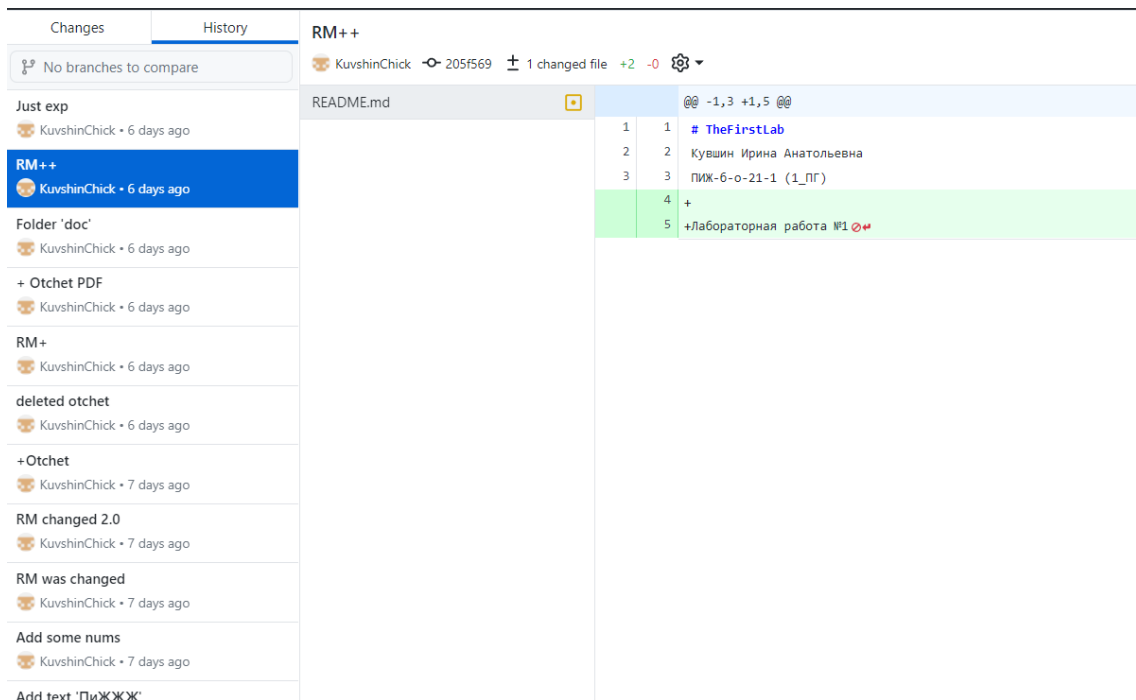 Changes
History
No branches to compare
Just exp
KuvshinChick • 6 days ago
RM++
KuvshinChick • 6 days ago
Folder 'doc'
KuvshinChick • 6 days ago
+ Otchet PDF
KuvshinChick • 6 days ago
RM+
KuvshinChick • 6 days ago
deleted otchet
KuvshinChick • 6 days ago
+Otchet
KuvshinChick • 7 days ago
RM changed 2.0
KuvshinChick • 7 days ago
RM was changed
KuvshinChick • 7 days ago
Add some nums
KuvshinChick • 7 days ago
Add text 'ПиЖЖЖ'
RM++
KuvshinChick 205f569 ± 1 changed file +2 -0
README.md
@@ -1,3 +1,5 @@
1 1 # TheFirstLab
2 2 Кувшин Ирина Анатольевна
3 3 ПИЖ-б-о-21-1 (1_ПГ)
4 +
5 +Лабораторная работа №1